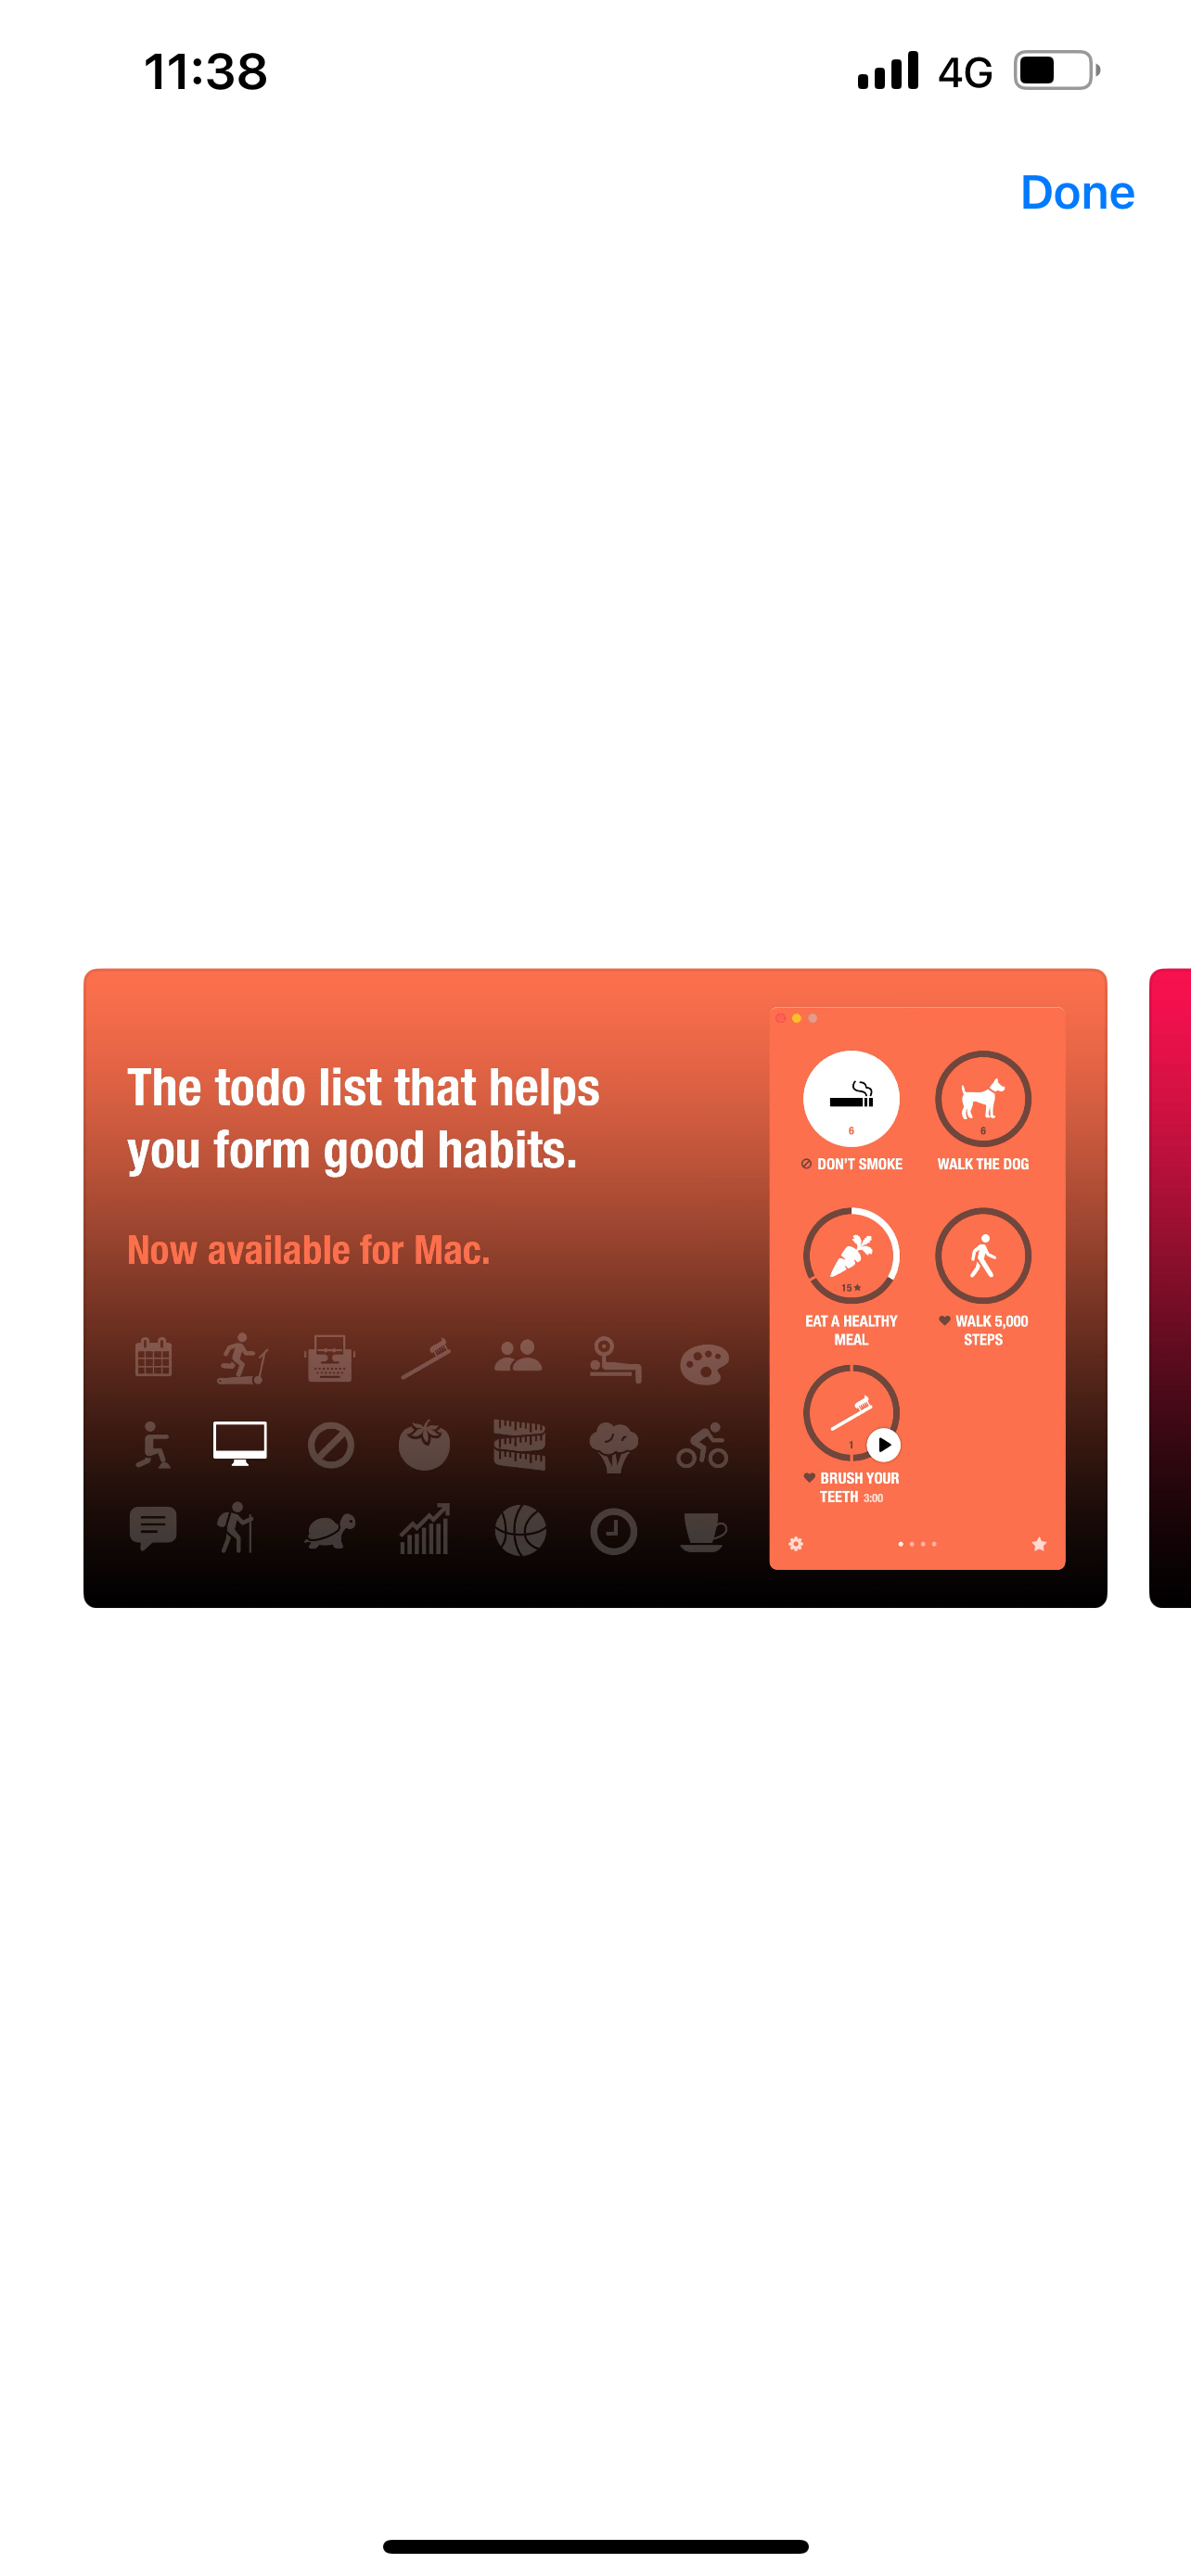 11:38
4G
Done
The todo list that helps
you form good habits.
Now available for Mac.
6
6
DON'T SMOKE
WALK THE DOG
15★
EAT A HEALTHY
MEAL
WALK 5,000
STEPS
1
BRUSH YOUR
TEETH 3:00